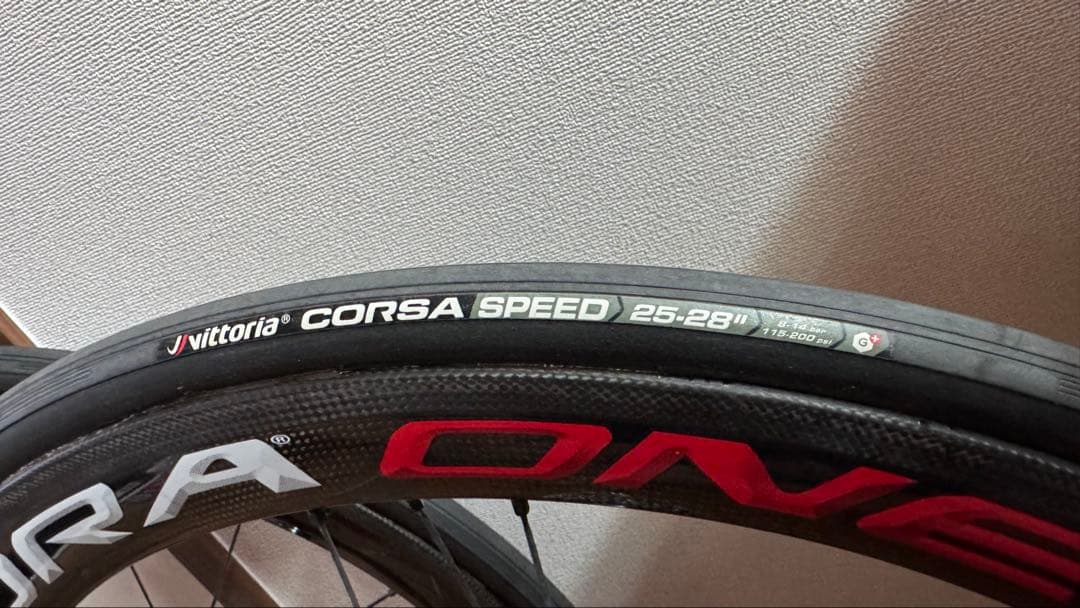 vittoria® CORSA SPEED 25-28"
8-14 bar
115-200 psi
G+
RA® ONE